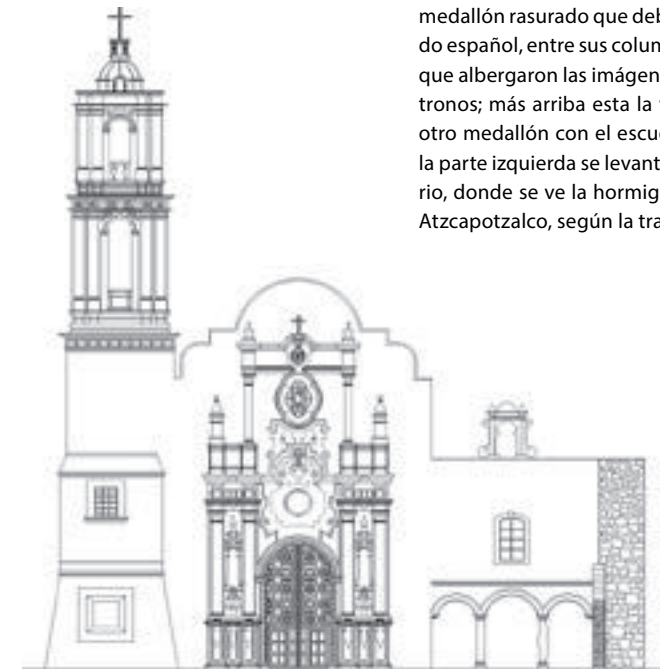 medallón rasurado que deb
do español, entre sus colum
que albergaron las imágen
tronos; más arriba esta la
otro medallón con el escu
la parte izquierda se levant
rio, donde se ve la hormig
Atzcapotzalco, según la tra